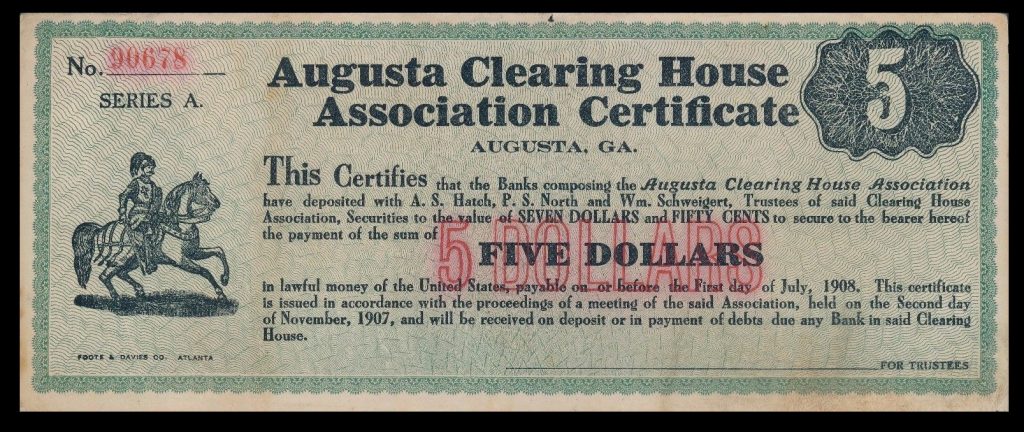 No. 90678
SERIES A.
Augusta Clearing House
Association Certificate
5
AUGUSTA, GA.
This Certifies that the Banks composing the Augusta Clearing House Association
have deposited with A. S. Hatch, P. S. North and Wm. Schweigert, Trustees of said Clearing House
Association, Securities to the value of SEVEN DOLLARS and FIFTY CENTS to secure to the bearer hereof
the payment of the sum of
5 DOLLARS
FIVE DOLLARS
in lawful money of the United States, payable on or before the First day of July, 1908. This certificate
is issued in accordance with the proceedings of a meeting of the said Association, held on the Second day
of November, 1907, and will be received on deposit or in payment of debts due any Bank in said Clearing
House.
FOOTE & DAVIES CO. ATLANTA
FOR TRUSTEES